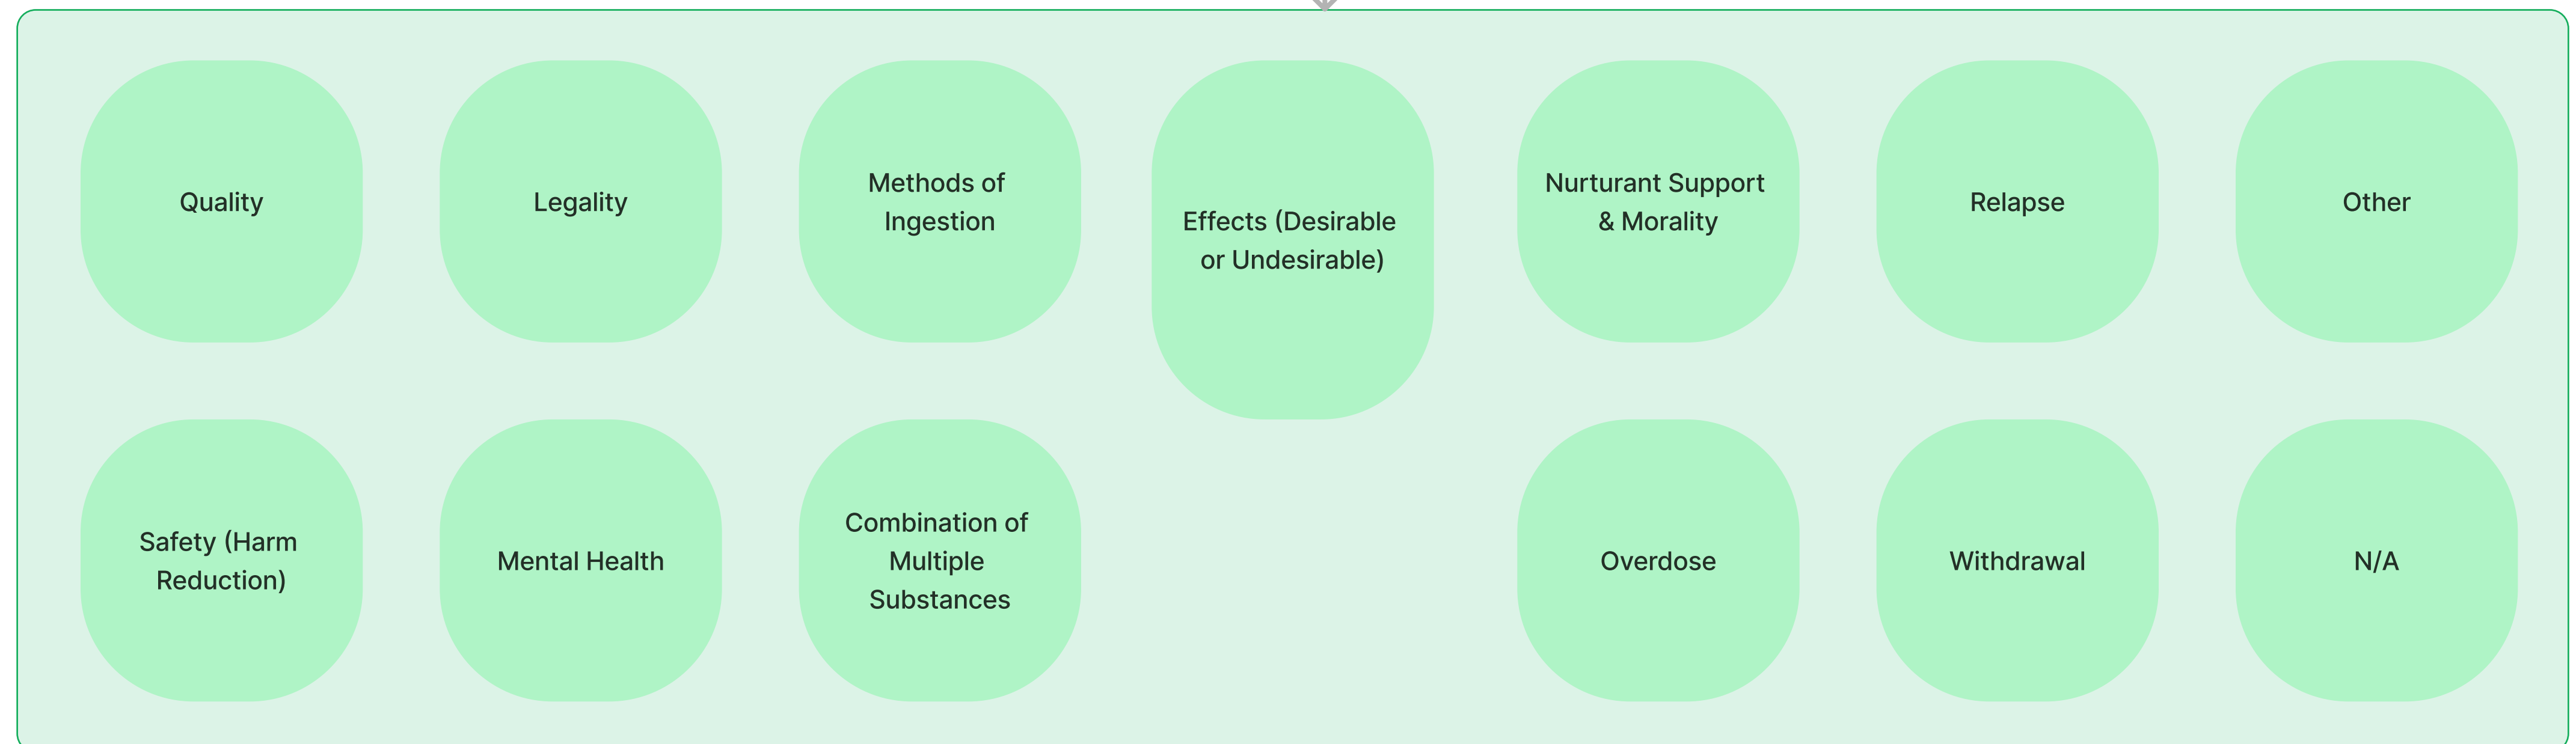 Quality
Legality
Methods of
Ingestion
Effects (Desirable
or Undesirable)
Nurturant Support
& Morality
Relapse
Other
Safety (Harm
Reduction)
Mental Health
Combination of
Multiple
Substances
Overdose
Withdrawal
N/A